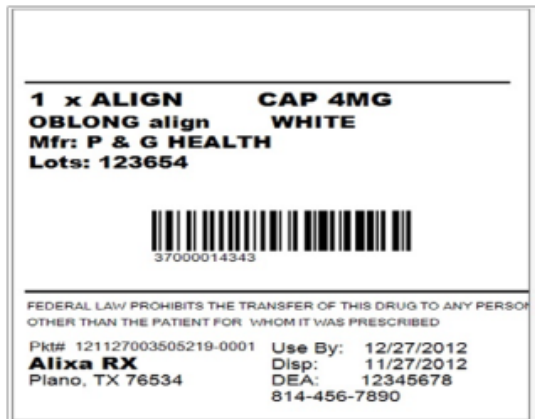 1 x ALIGN CAP 4MG
OBLONG align WHITE
Mfr: P & G HEALTH
Lots: 123654
37000014343
FEDERAL LAW PROHIBITS THE TRANSFER OF THIS DRUG TO ANY PERSON
OTHER THAN THE PATIENT FOR WHOM IT WAS PRESCRIBED
Pkt# 121127003505219-0001 Use By: 12/27/2012
Alixa RX Disp: 11/27/2012
Plano, TX 76534 DEA: 12345678
814-456-7890